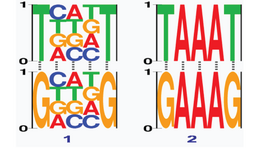 1 CAT 1
T TTG T TAAAT
GGA
0 ACC 0
1 CAT 1
G TTG G GAAAG
GGA
0 ACC 0
1 2